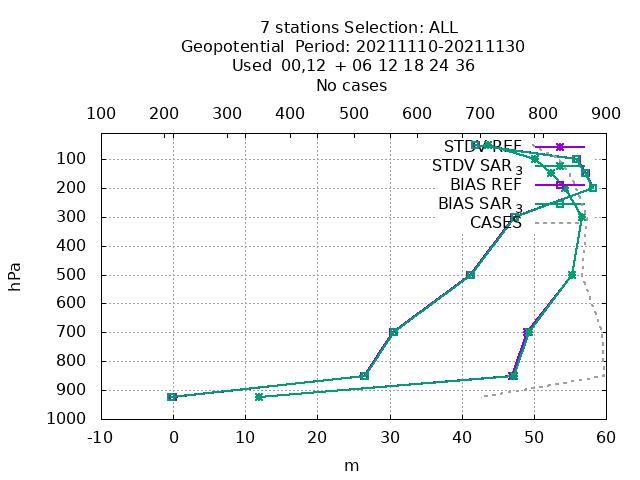 7 stations Selection: ALL
Geopotential Period: 20211110-20211130
Used 00,12 + 06 12 18 24 36
No cases
100 200 300 400 500 600 700 800 900
STDV REF
STDV SAR 3
BIAS REF
BIAS SAR 3
CASES
100
200
300
400
500
600
700
800
900
1000
hPa
-10 0 10 20 30 40 50 60
m